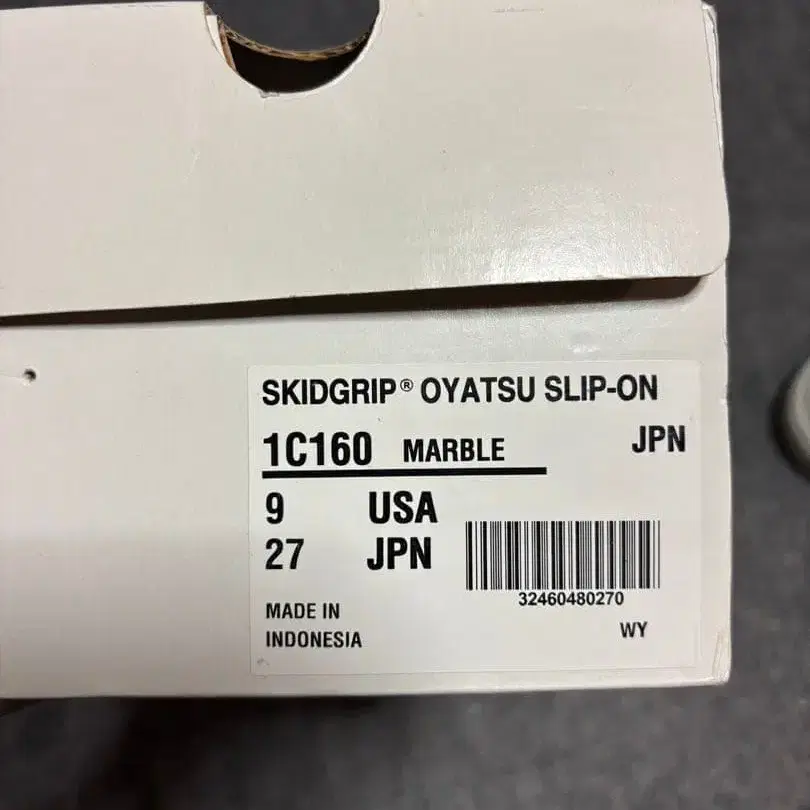 SKIDGRIP® OYATSU SLIP-ON
1C160 MARBLE JPN
9 USA
27 JPN
32460480270
MADE IN
INDONESIA
WY